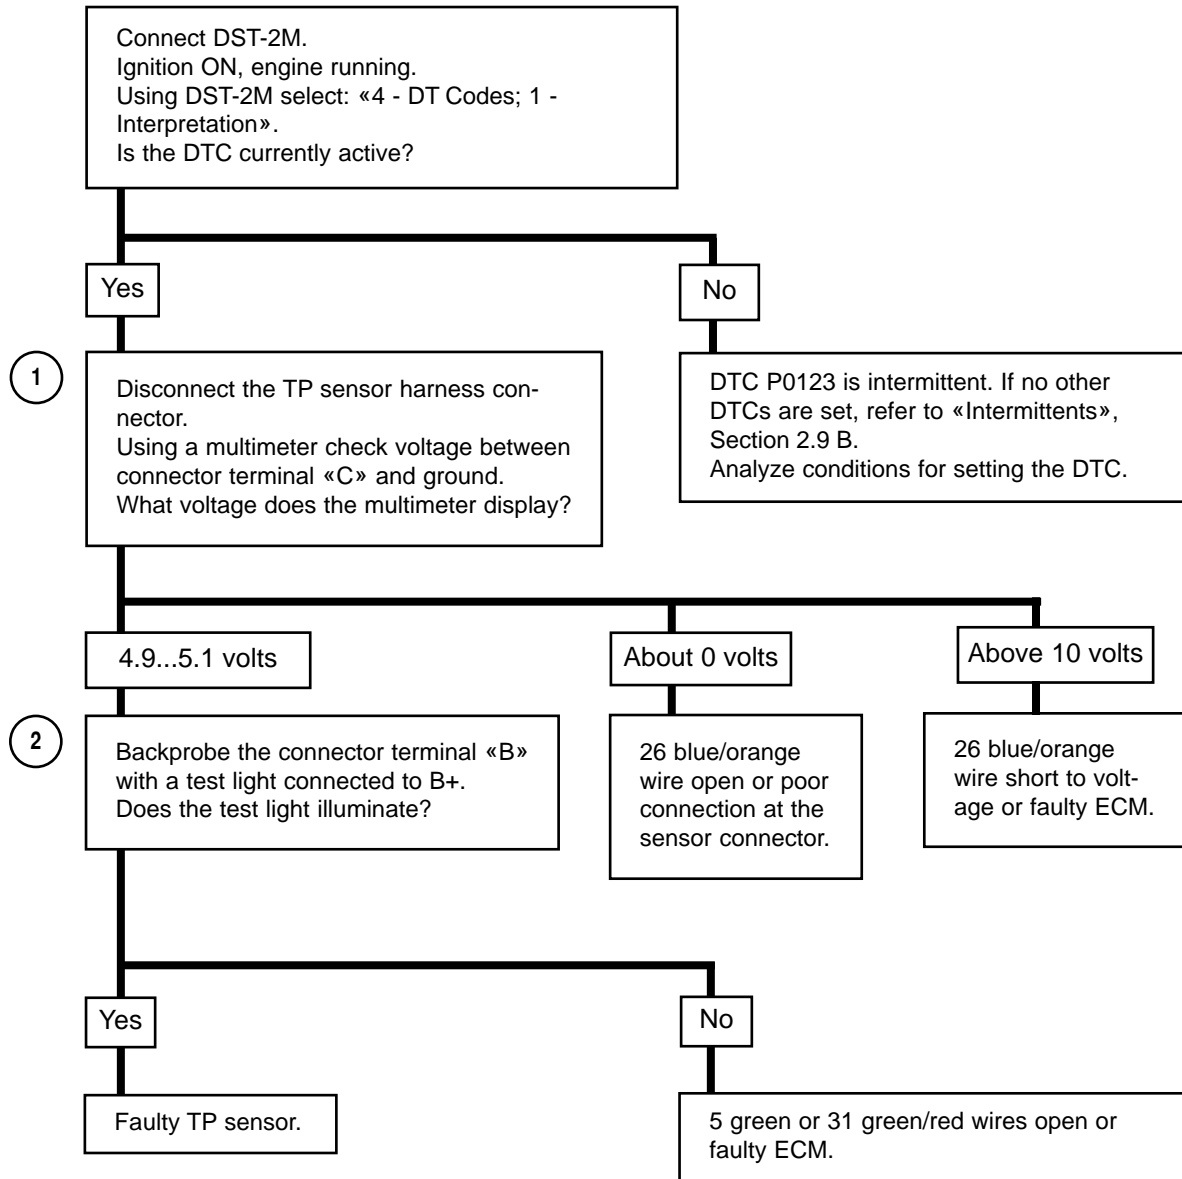 Connect DST-2M.
Ignition ON, engine running.
Using DST-2M select: «4 - DT Codes; 1 -
Interpretation».
Is the DTC currently active?
Yes
No
1
Disconnect the TP sensor harness con-
nector.
Using a multimeter check voltage between
connector terminal «C» and ground.
What voltage does the multimeter display?
DTC P0123 is intermittent. If no other
DTCs are set, refer to «Intermittents»,
Section 2.9 B.
Analyze conditions for setting the DTC.
4.9...5.1 volts
About 0 volts
Above 10 volts
2
Backprobe the connector terminal «B»
with a test light connected to B+.
Does the test light illuminate?
26 blue/orange
wire open or poor
connection at the
sensor connector.
26 blue/orange
wire short to volt-
age or faulty ECM.
Yes
No
Faulty TP sensor.
5 green or 31 green/red wires open or
faulty ECM.